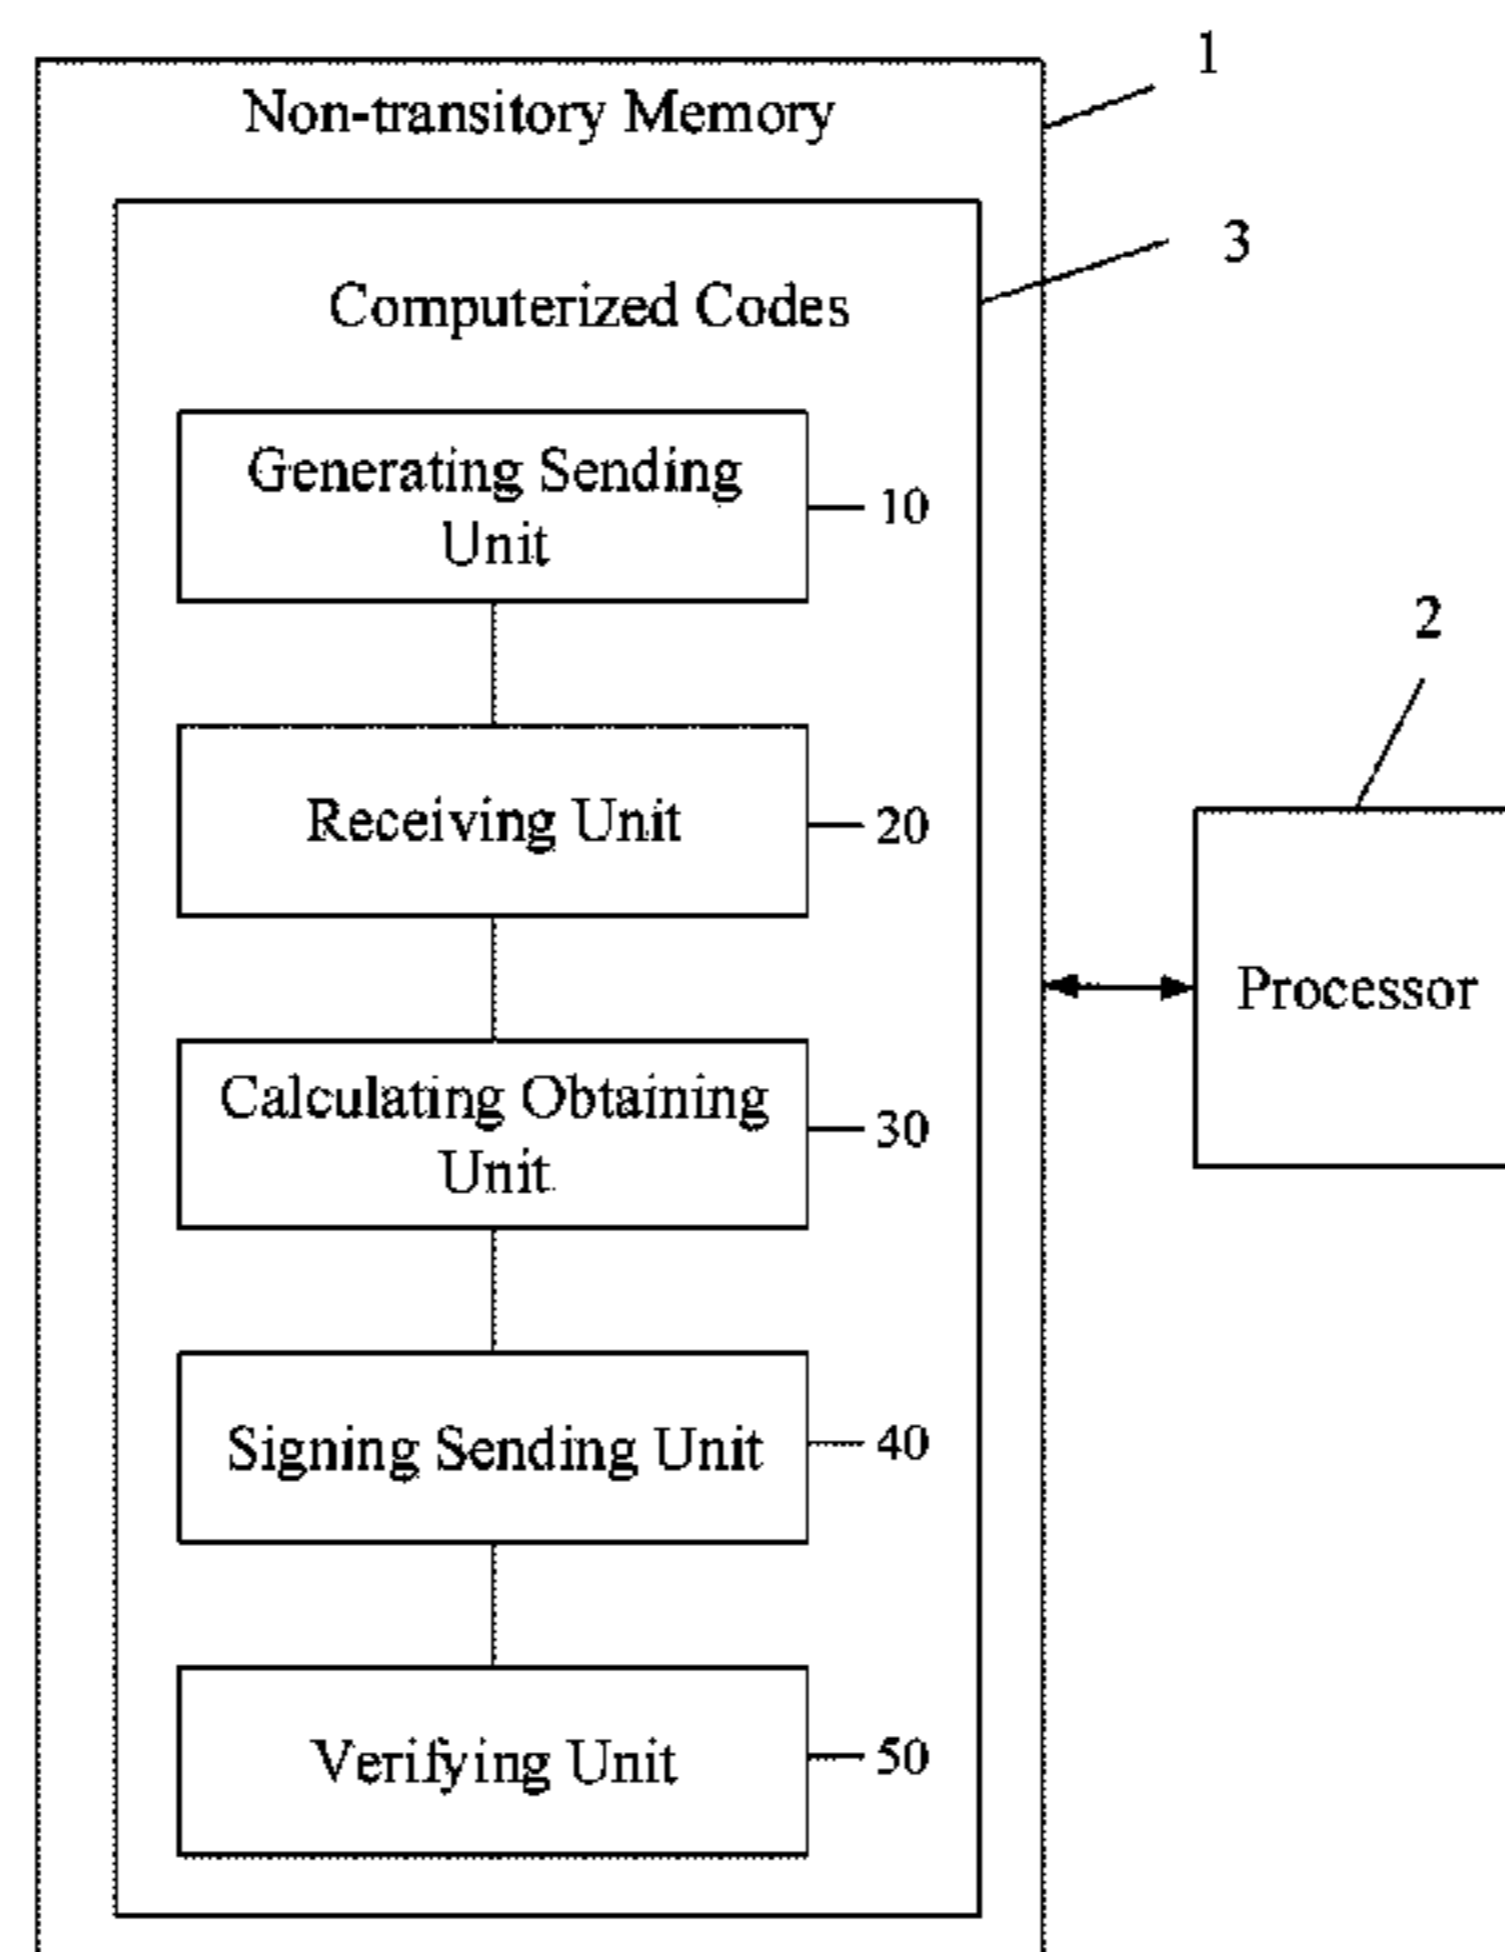 1
Non-transitory Memory
3
Computerized Codes
Generating Sending
Unit
10
2
Receiving Unit
20
Processor
Calculating Obtaining
Unit
30
Signing Sending Unit
40
Verifying Unit
50